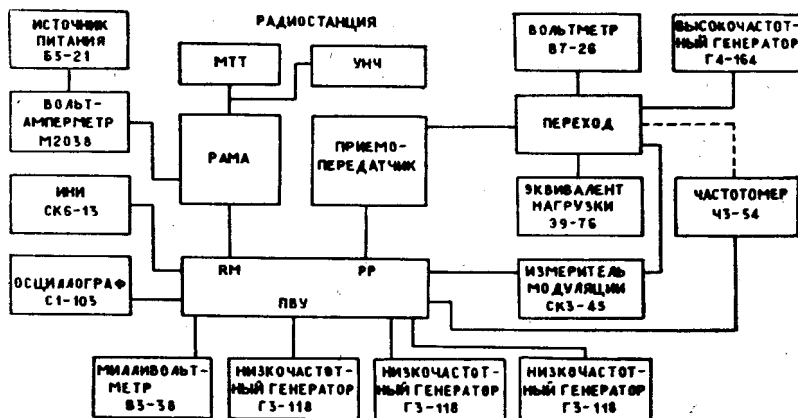 РАДИОСТАНЦИЯ
ИСТОЧНИК
ПИТАНИЯ
Б5-21
МТТ
УНЧ
ВОЛЬТМЕТР
В7-26
ВЫСОКОЧАСТОТ-
НЫЙ ГЕНЕРАТОР
Г4-164
ВОЛЬТ-
АМПЕРМЕТР
М2038
РАМА
ПРИЕМО-
ПЕРЕДАТЧИК
ПЕРЕХОД
ИНИ
СК6-13
ЭКВИВАЛЕНТ
НАГРУЗКИ
Э9-76
ЧАСТОТОМЕР
Ч3-54
ОСЦИЛЛОГРАФ
С1-103
RM
PP
ПВУ
ИЗМЕРИТЕЛЬ
МОДУЛЯЦИИ
СК3-45
МИЛЛИВОЛЬТ-
МЕТР
В3-38
НИЗКОЧАСТОТ-
НЫЙ ГЕНЕРАТОР
Г3-118
НИЗКОЧАСТОТ-
НЫЙ ГЕНЕРАТОР
Г3-118
НИЗКОЧАСТОТ-
НЫЙ ГЕНЕРАТОР
Г3-118